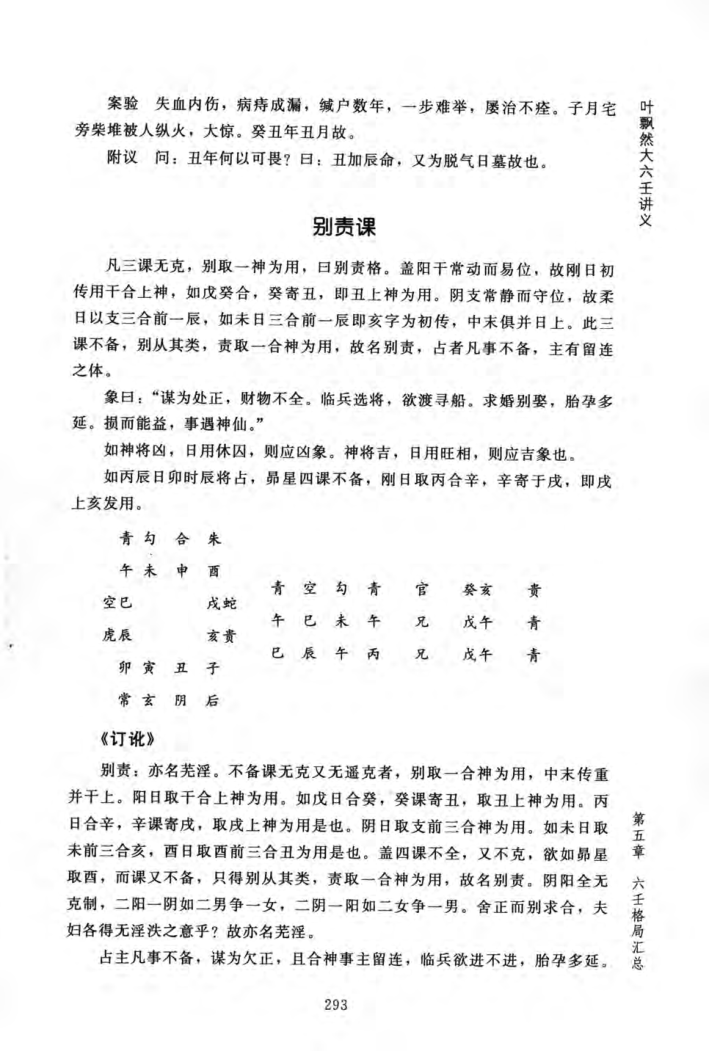 案验　失血内伤，病痔成漏，缄户数年，一步难举，屡治不痊。子月宅
旁柴堆被人纵火，大惊。癸丑年丑月故。
附议　问：丑年何以可畏？曰：丑加辰命，又为脱气日墓故也。
别责课
凡三课无克，别取一神为用，曰别责格。盖阳干常动而易位，故刚日初
传用干合上神，如戊癸合，癸寄丑，即丑上神为用。阴支常静而守位，故柔
日以支三合前一辰，如未日三合前一辰即亥字为初传，中末俱并日上。此三
课不备，别从其类，责取一合神为用，故名别责，占者凡事不备，主有留连
之体。
象曰：“谋为处正，财物不全。临兵选将，欲渡寻船。求婚别娶，胎孕多
延。损而能益，事遇神仙。”
如神将凶，日用休囚，则应凶象。神将吉，日用旺相，则应吉象也。
如丙辰日卯时辰将占，昴星四课不备，刚日取丙合辛，辛寄于戌，即戌
上亥发用。
青 勾 合 朱
午 未 申 酉
空巳 戌蛇
虎辰 亥贵
卯 寅 丑 子
常 玄 阴 后
青 空 勾 青 官 癸亥 贵
午 巳 未 午 兄 戊午 青
巳 辰 午 丙 兄 戊午 青
《订讹》
别责：亦名芜淫。不备课无克又无遥克者，别取一合神为用，中末传重
并干上。阳日取干合上神为用。如戊日合癸，癸课寄丑，取丑上神为用。丙
日合辛，辛课寄戌，取戌上神为用是也。阴日取支前三合神为用。如未日取
未前三合亥，酉日取酉前三合丑为用是也。盖四课不全，又不克，欲如昴星
取酉，而课又不备，只得别从其类，责取一合神为用，故名别责。阴阳全无
克制，二阳一阴如二男争一女，二阴一阳如二女争一男。舍正而别求合，夫
妇各得无淫泆之意乎？故亦名芜淫。
占主凡事不备，谋为欠正，且合神事主留连，临兵欲进不进，胎孕多延。
293
叶飘然大六壬讲义
第五章　六壬格局汇总